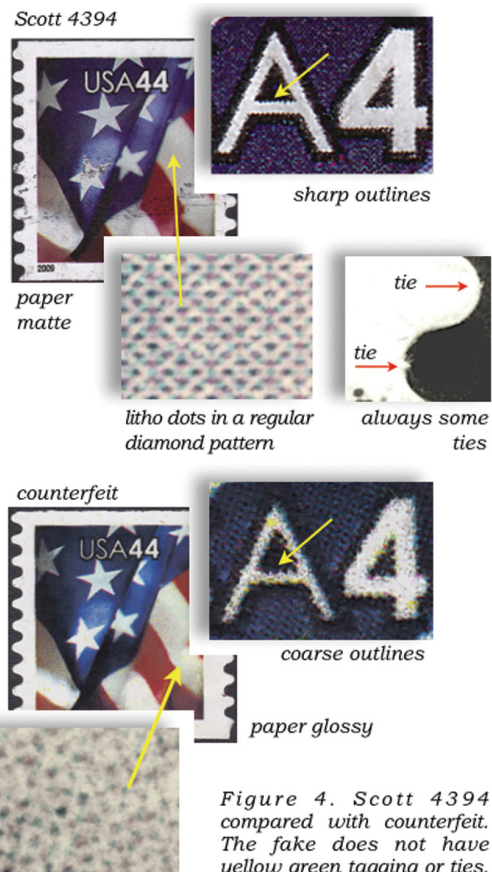 Scott 4394
USA44
2009
A4
sharp outlines
paper
matte
litho dots in a regular
diamond pattern
tie
tie
always some
ties
counterfeit
USA44
A4
coarse outlines
paper glossy
Figure 4. Scott 4394
compared with counterfeit.
The fake does not have
yellow green tagging or ties.